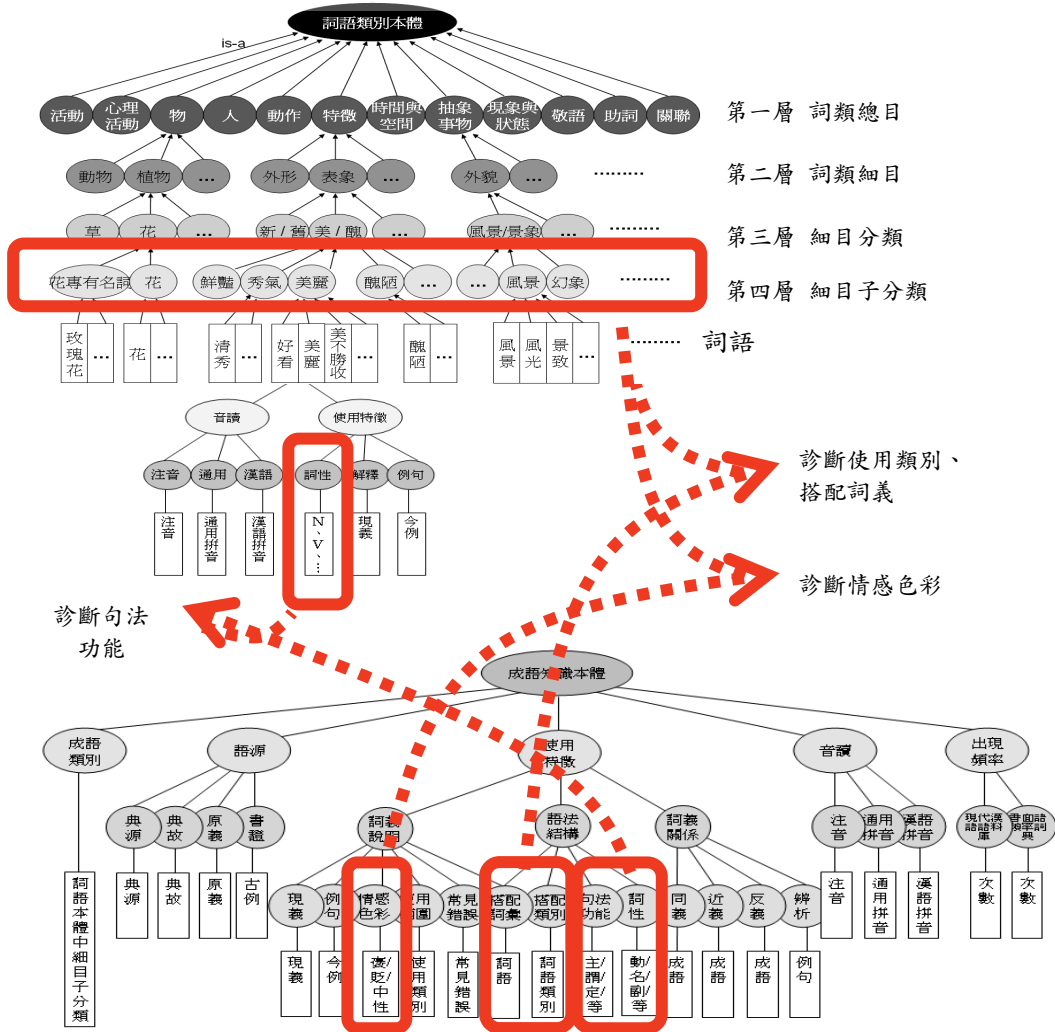 詞語類別本體
is-a
活動
心理
活動
物
人
動作
特徵
時間與
空間
抽象
事物
現象與
狀態
敬語
助詞
關聯
第一層 詞類總目
動物
植物
...
外形
表象
...
外貌
...
·········
第二層 詞類細目
草
花
...
新/舊
美/醜
...
風景/景象
...
·········
第三層 細目分類
花專有名詞
花
鮮豔
秀氣
美麗
醜陋
...
...
風景
幻象
·········
第四層 細目子分類
玫瑰花
...
花
...
清秀
...
好看
美麗
美不勝收
...
醜陋
...
風景
風光
景致
...
·········
詞語
音讀
使用特徵
注音
通用
漢語
詞性
解釋
例句
注音
通用拼音
漢語拼音
N、V、…
現義
今例
診斷使用類別、
搭配詞義
診斷情感色彩
診斷句法
功能
成語知識本體
成語
類別
語源
使用
特徵
音讀
出現
頻率
典源
典故
原義
書證
詞義
說明
語法
結構
詞義
關係
注音
通用
拼音
漢語
拼音
現代漢
語語料
庫
書面語
頻率詞
典
詞語本體中細目子分類
典源
典故
原義
古例
現義
例句
情感
色彩
使用
範圍
常見
錯誤
搭配
詞彙
搭配
類別
句法
功能
詞性
同義
近義
反義
辨析
注音
通用拼音
漢語拼音
次數
次數
現義
今例
褒/貶/中性
使用類別
常見錯誤
詞語
詞語類別
主/謂/定/等
動/名/副/等
成語
成語
成語
例句